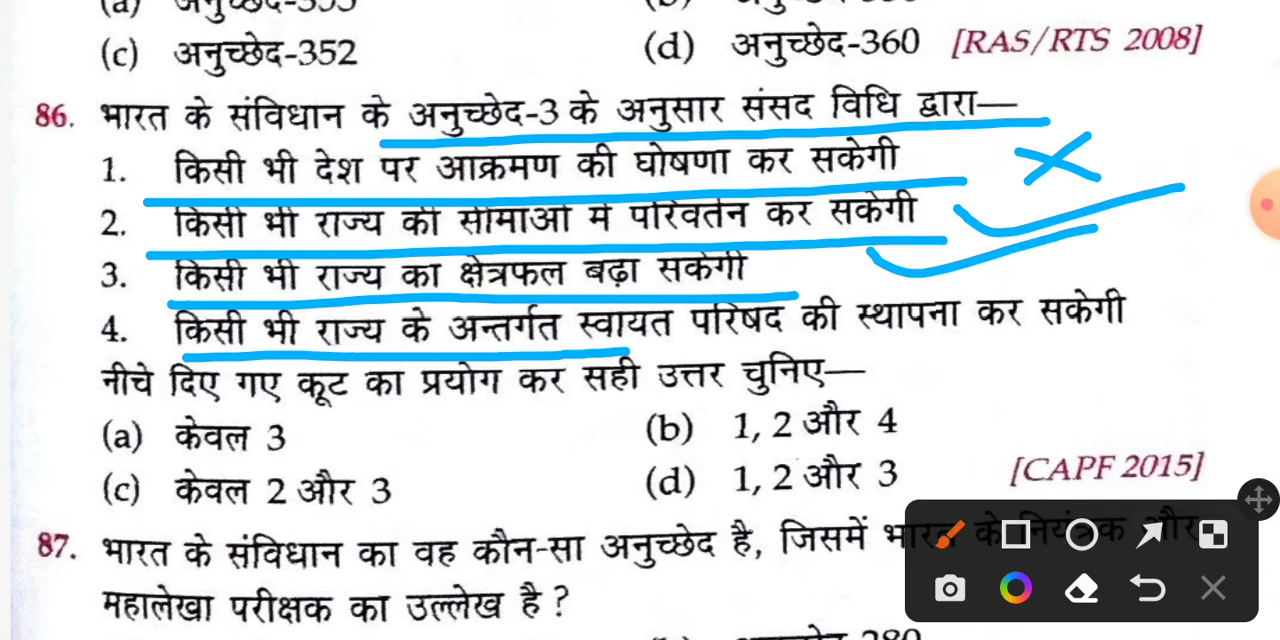 (c) अनुच्छेद-352 (d) अनुच्छेद-360 [RAS/RTS 2008]
86. भारत के संविधान के अनुच्छेद-3 के अनुसार संसद विधि द्वारा—
1. किसी भी देश पर आक्रमण की घोषणा कर सकेगी
2. किसी भी राज्य की सीमाओं में परिवर्तन कर सकेगी
3. किसी भी राज्य का क्षेत्रफल बढ़ा सकेगी
4. किसी भी राज्य के अन्तर्गत स्वायत परिषद की स्थापना कर सकेगी
नीचे दिए गए कूट का प्रयोग कर सही उत्तर चुनिए—
(a) केवल 3 (b) 1, 2 और 4
(c) केवल 2 और 3 (d) 1, 2 और 3 [CAPF 2015]
87. भारत के संविधान का वह कौन-सा अनुच्छेद है, जिसमें भारत के नियंत्रक और
महालेखा परीक्षक का उल्लेख है ?